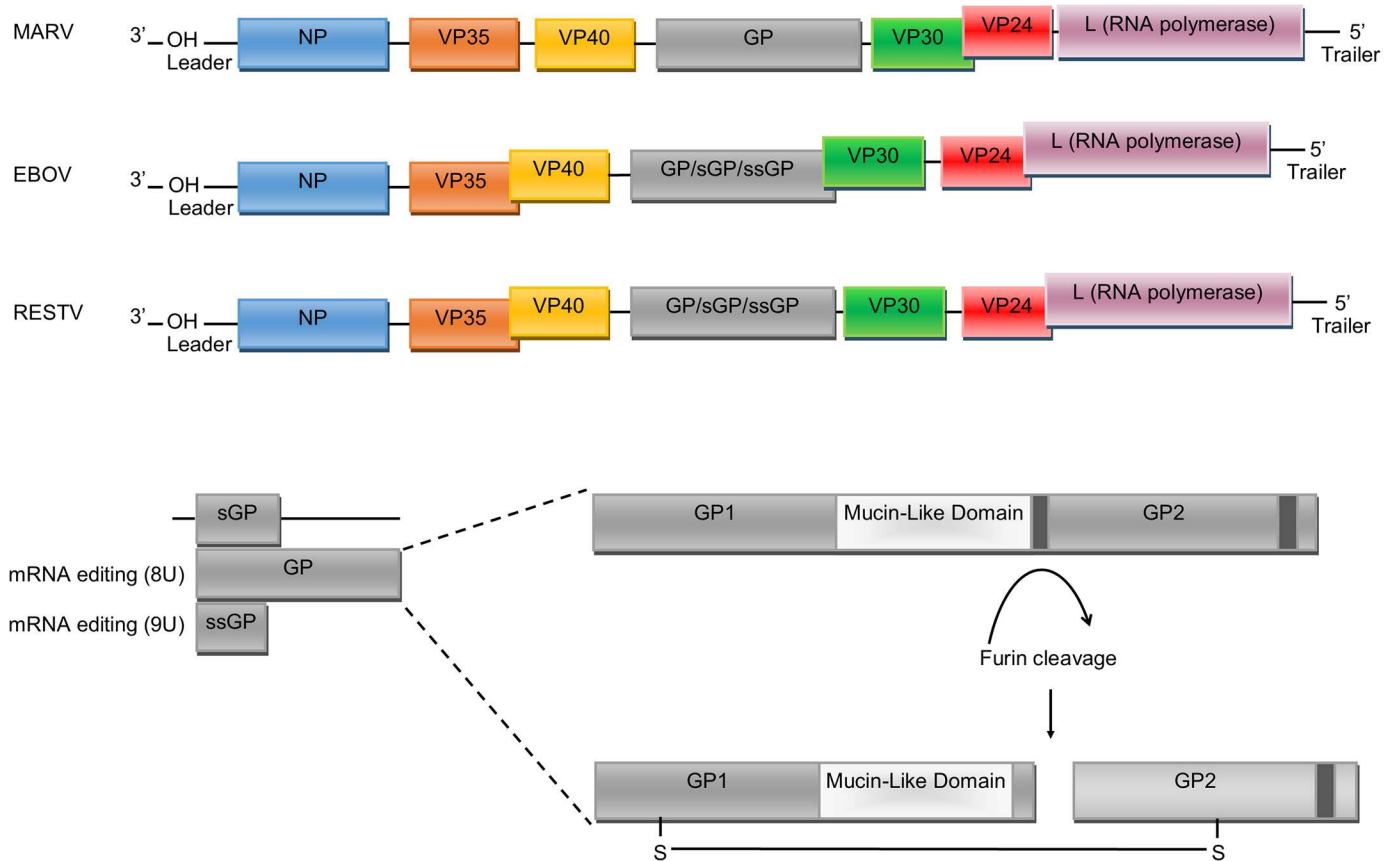 MARV
3’
OH
Leader
NP
VP35
VP40
GP
VP30
VP24
L (RNA polymerase)
5’
Trailer
EBOV
3’
OH
Leader
NP
VP35
VP40
GP/sGP/ssGP
VP30
VP24
L (RNA polymerase)
5’
Trailer
RESTV
3’
OH
Leader
NP
VP35
VP40
GP/sGP/ssGP
VP30
VP24
L (RNA polymerase)
5’
Trailer
sGP
mRNA editing (8U)
GP
mRNA editing (9U)
ssGP
GP1
Mucin-Like Domain
GP2
Furin cleavage
GP1
Mucin-Like Domain
GP2
S
S